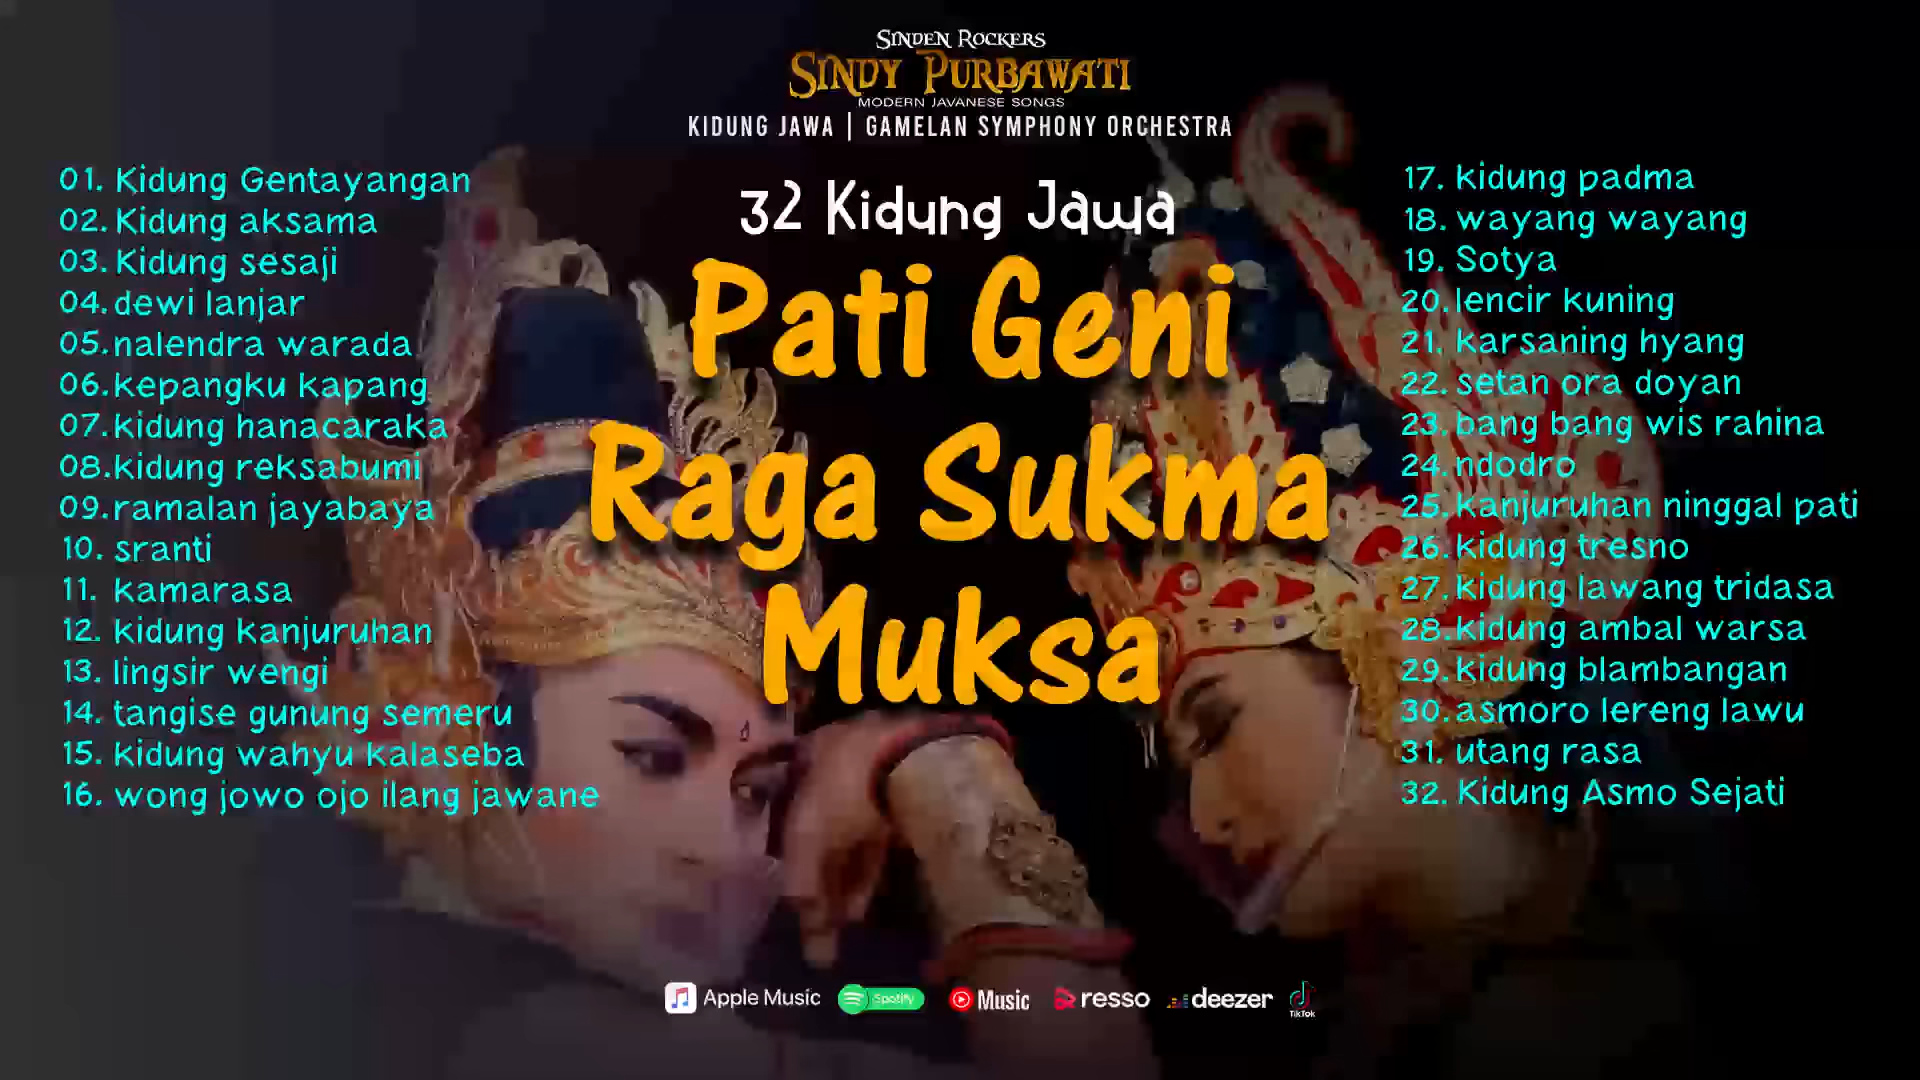 SINDEN ROCKERS
SINDY PURBAWATI
MODERN JAVANESE SONGS
KIDUNG JAWA | GAMELAN SYMPHONY ORCHESTRA
32 Kidung Jawa
Pati Geni
Raga Sukma
Muksa
01. Kidung Gentayangan
02. Kidung aksama
03. Kidung sesaji
04. dewi lanjar
05. nalendra warada
06. kepangku kapang
07. kidung hanacaraka
08. kidung reksabumi
09. ramalan jayabaya
10. sranti
11. kamarasa
12. kidung kanjuruhan
13. lingsir wengi
14. tangise gunung semeru
15. kidung wahyu kalaseba
16. wong jowo ojo ilang jawane
17. kidung padma
18. wayang wayang
19. Sotya
20. lencir kuning
21. karsaning hyang
22. setan ora doyan
23. bang bang wis rahina
24. ndodro
25. kanjuruhan ninggal pati
26. kidung tresno
27. kidung lawang tridasa
28. kidung ambal warsa
29. kidung blambangan
30. asmoro lereng lawu
31. utang rasa
32. Kidung Asmo Sejati
Apple Music Spotify Music resso deezer TikTok